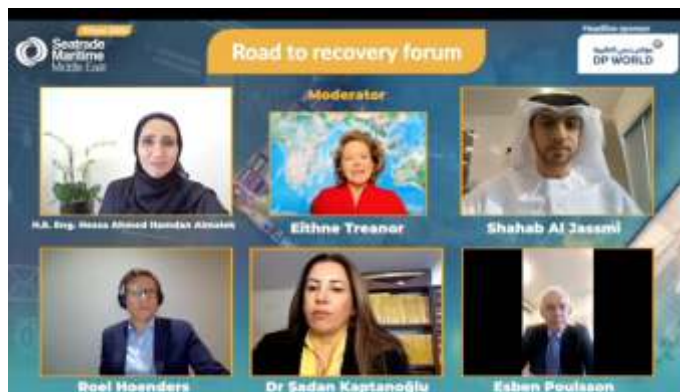 Seatrade
Maritime
Middle East
Road to recovery forum
Headline sponsor
DP WORLD
Moderator
H.E. Eng. Hessa Ahmed Hamdan Almalek
Eithne Treanor
Shahab Al Jassmi
Roel Hoenders
Dr Şadan Kaptanoğlu
Esben Poulsson